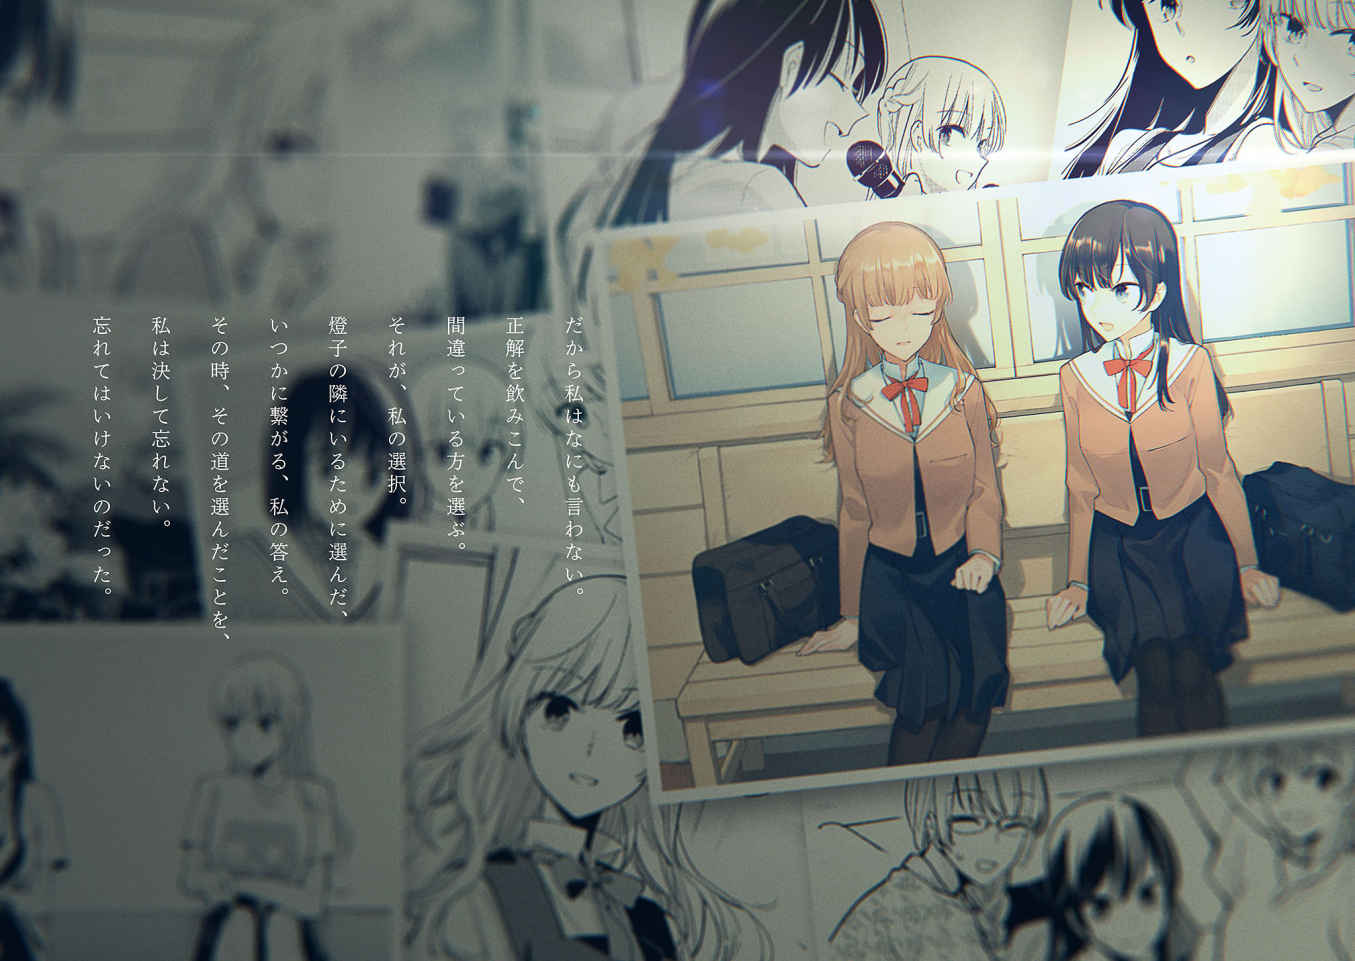 だから私はなにも言わない。
正解を飲みこんで、
間違っている方を選ぶ。
それが、私の選択。
燈子の隣にいるために選んだ、
いつかに繋がる、私の答え。
その時、その道を選んだことを、
私は決して忘れない。
忘れてはいけないのだった。